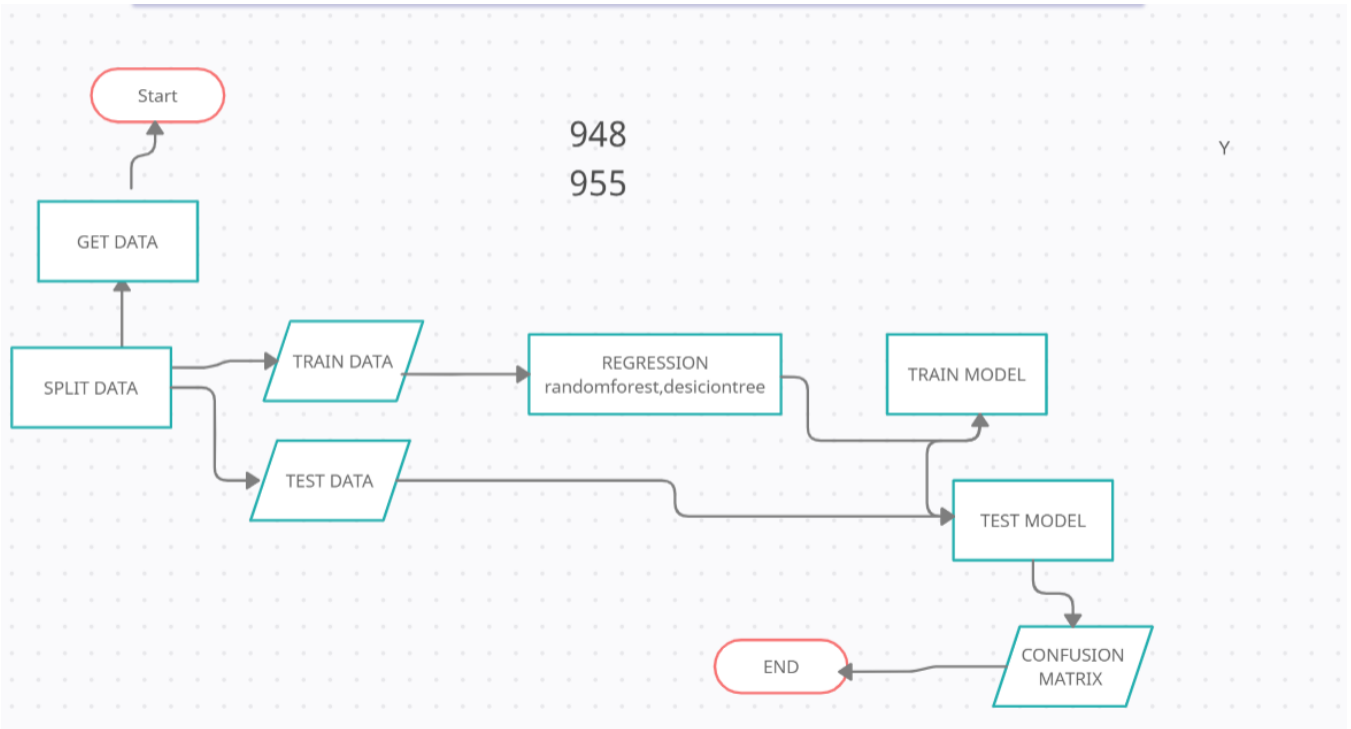 Start
948
955
Y
GET DATA
TRAIN DATA
REGRESSION
randomforest,desiciontree
TRAIN MODEL
SPLIT DATA
TEST DATA
TEST MODEL
CONFUSION
MATRIX
END